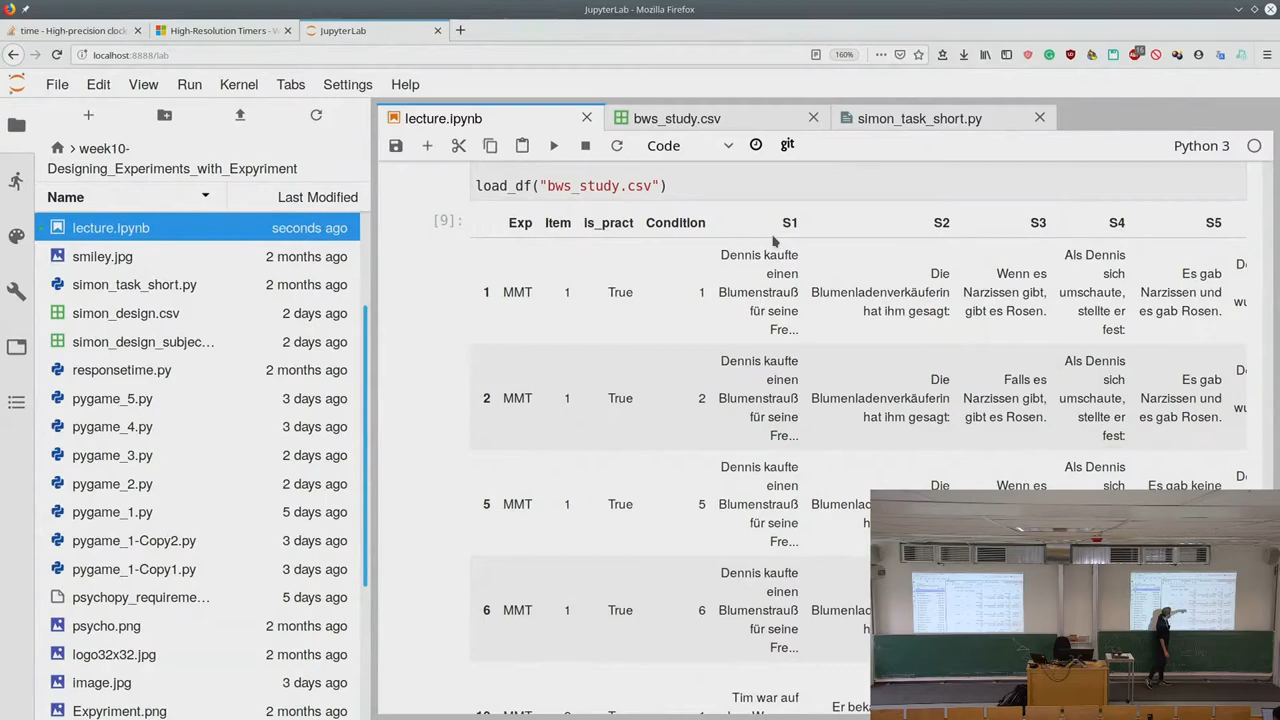 JupyterLab - Mozilla Firefox
time - High-precision clock
High-Resolution Timers - W
JupyterLab
localhost:8888/lab
160%
16
File Edit View Run Kernel Tabs Settings Help
lecture.ipynb
bws_study.csv
simon_task_short.py
Code
git
Python 3
week10-
Designing_Experiments_with_Expyriment
Name Last Modified
lecture.ipynb seconds ago
smiley.jpg 2 months ago
simon_task_short.py 2 months ago
simon_design.csv 2 days ago
simon_design_subjec... 2 days ago
responsetime.py 2 months ago
pygame_5.py 3 days ago
pygame_4.py 3 days ago
pygame_3.py 2 days ago
pygame_2.py 2 days ago
pygame_1.py 5 days ago
pygame_1-Copy2.py 3 days ago
pygame_1-Copy1.py 3 days ago
psychopy_requireme... 5 days ago
psycho.png 2 months ago
logo32x32.jpg 2 months ago
image.jpg 3 days ago
Expyriment.png 2 months ago
load_df("bws_study.csv")
[9]:
Exp Item is_pract Condition S1 S2 S3 S4 S5
Dennis kaufte Als Dennis
einen Die Wenn es sich Es gab
1 MMT 1 True 1 Blumenstrauß Blumenladenverkäuferin Narzissen gibt, umschaute, Narzissen und
für seine hat ihm gesagt: gibt es Rosen. stellte er es gab Rosen.
Fre... fest:
Dennis kaufte Als Dennis
einen Die Falls es sich Es gab
2 MMT 1 True 2 Blumenstrauß Blumenladenverkäuferin Narzissen gibt, umschaute, Narzissen und
für seine hat ihm gesagt: gibt es Rosen. stellte er es gab Rosen.
Fre... fest:
Dennis kaufte Als Dennis
einen Die Wenn es sich Es gab keine
5 MMT 1 True 5 Blumenstrauß
für seine
Fre...
Dennis kaufte
einen
6 MMT 1 True 6 Blumenstrauß
für seine
Fre...
Tim war auf